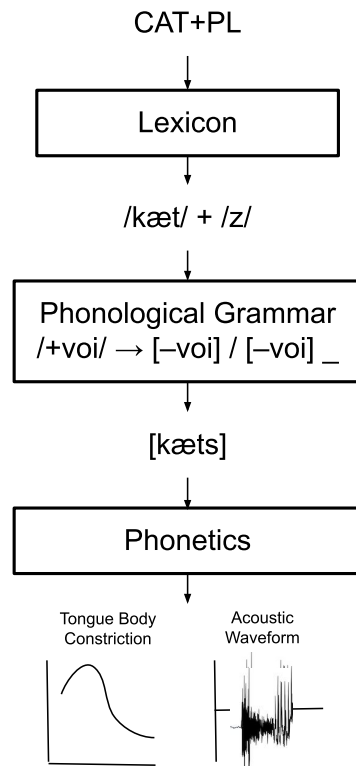 CAT+PL
Lexicon
/kæt/ + /z/
Phonological Grammar
/+voi/ → [–voi] / [–voi] _
[kæts]
Phonetics
Tongue Body
Constriction
Acoustic
Waveform